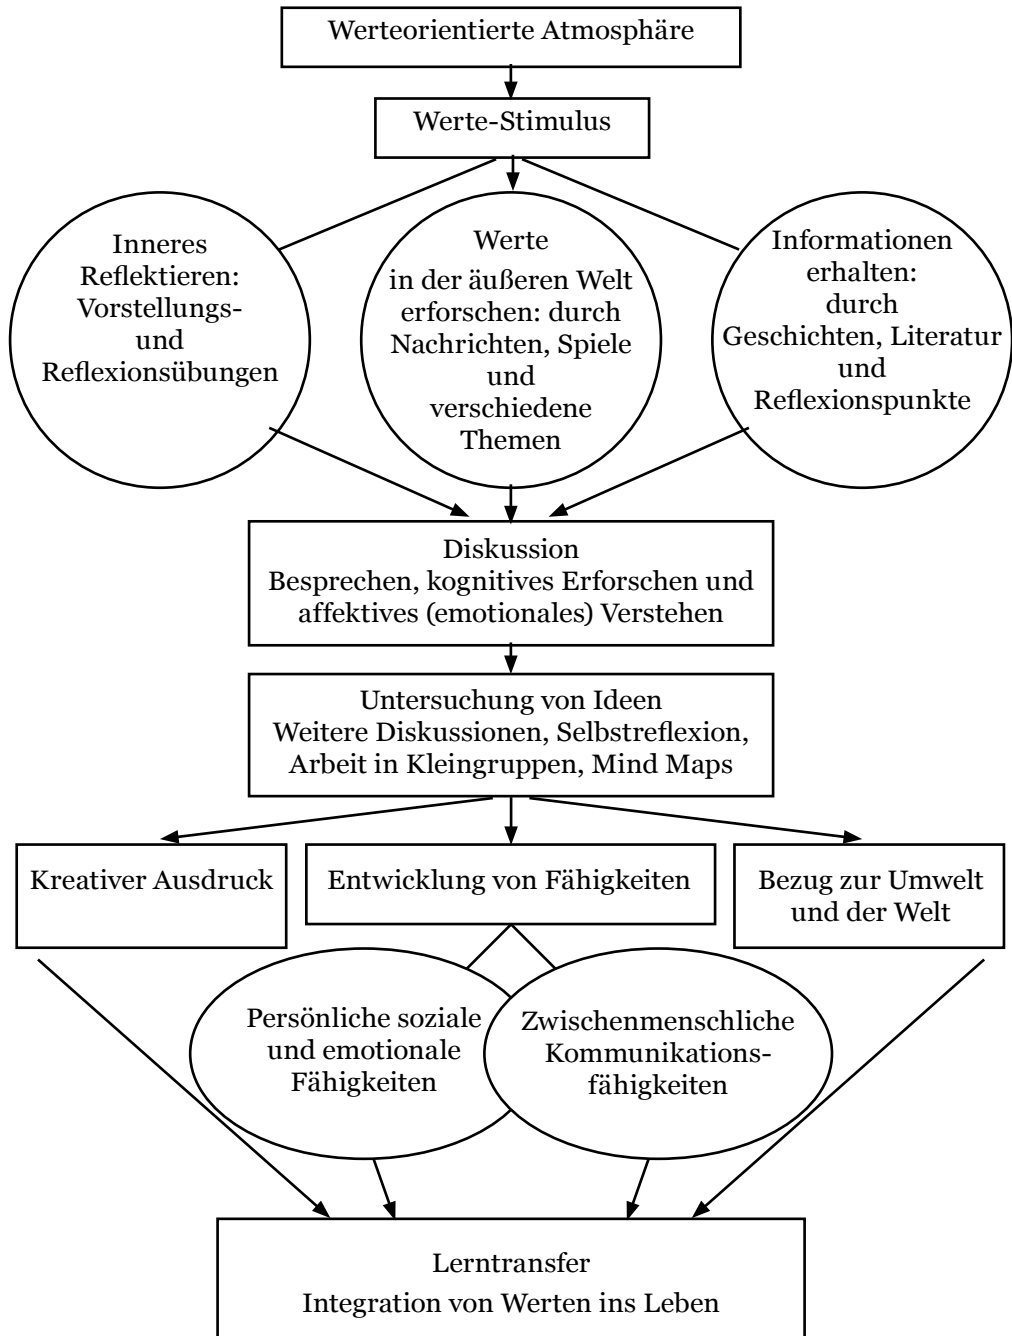 Werteorientierte Atmosphäre
Werte-Stimulus
Inneres
Reflektieren:
Vorstellungs-
und
Reflexionsübungen
Werte
in der äußeren Welt
erforschen: durch
Nachrichten, Spiele
und
verschiedene
Themen
Informationen
erhalten:
durch
Geschichten, Literatur
und
Reflexionspunkte
Diskussion
Besprechen, kognitives Erforschen und
affektives (emotionales) Verstehen
Untersuchung von Ideen
Weitere Diskussionen, Selbstreflexion,
Arbeit in Kleingruppen, Mind Maps
Kreativer Ausdruck
Entwicklung von Fähigkeiten
Bezug zur Umwelt
und der Welt
Persönliche soziale
und emotionale
Fähigkeiten
Zwischenmenschliche
Kommunikations-
fähigkeiten
Lerntransfer
Integration von Werten ins Leben